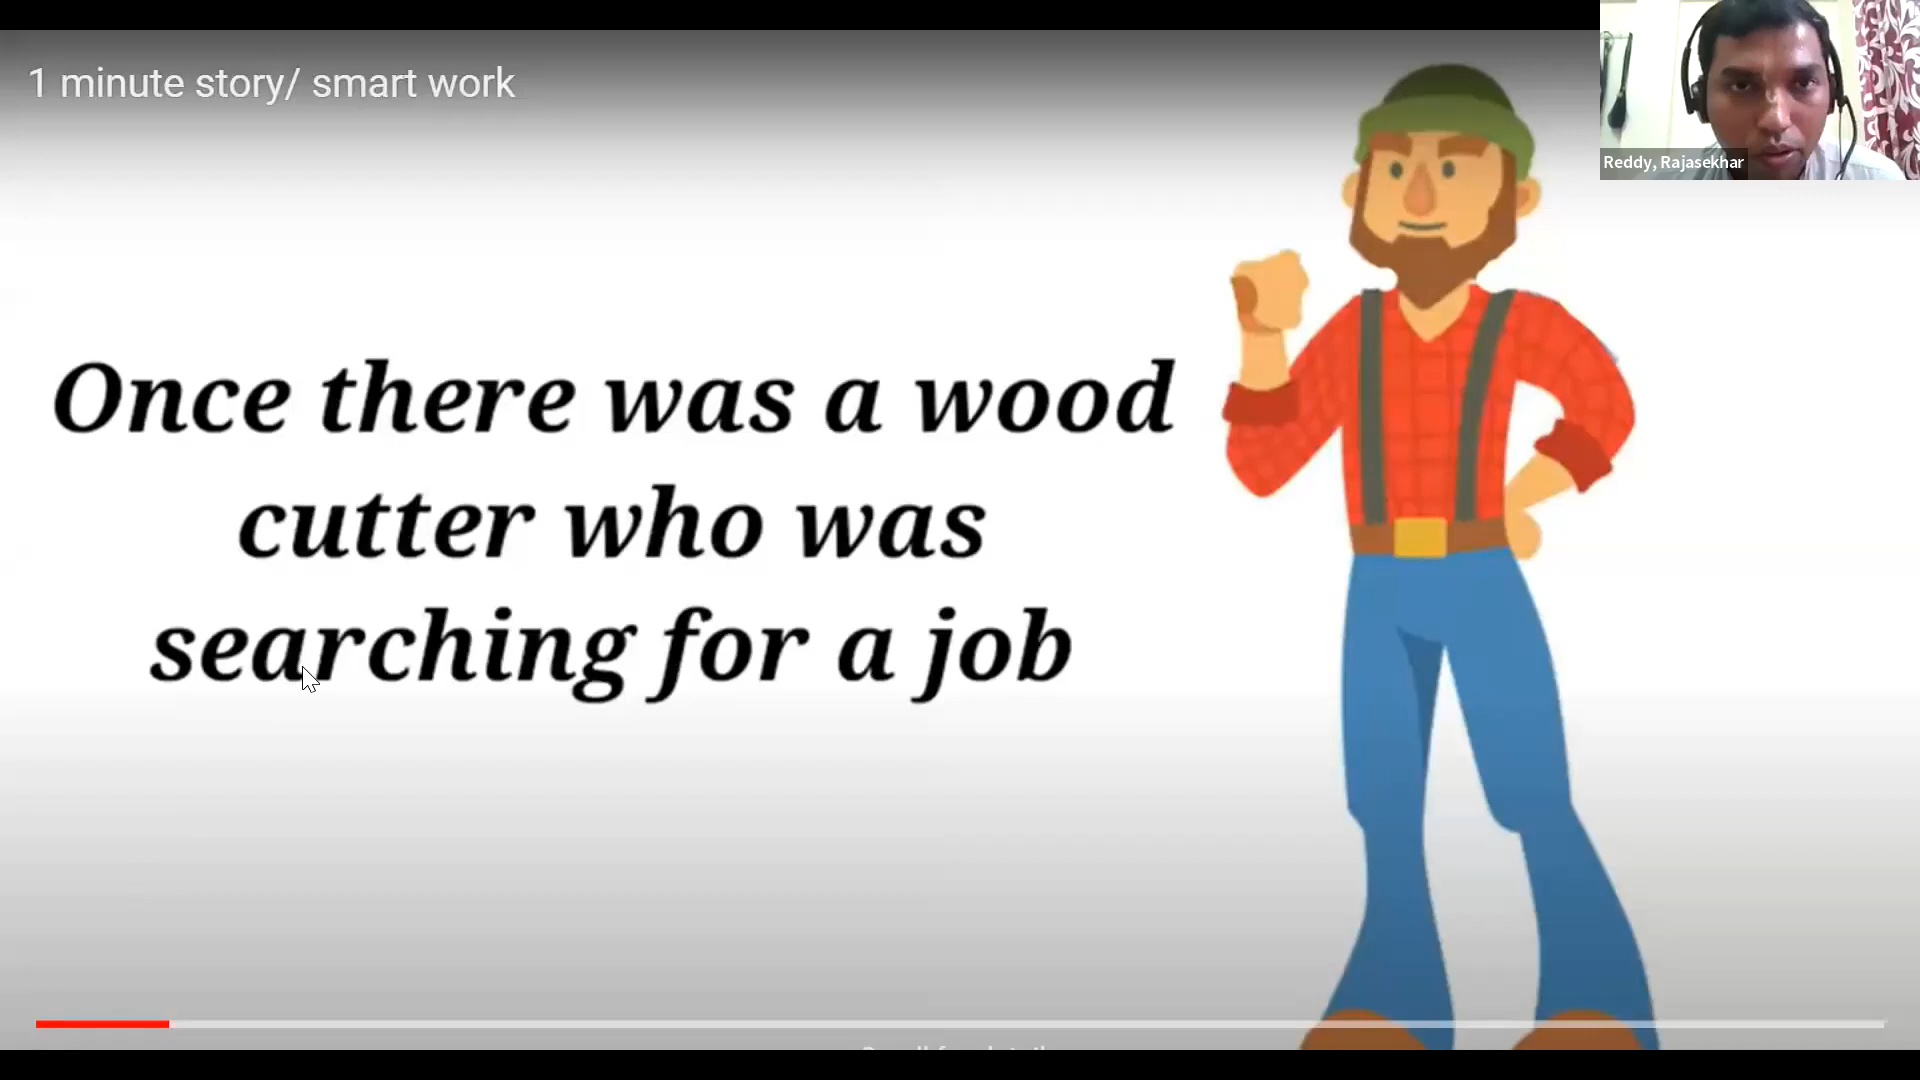 1 minute story/ smart work
Reddy, Rajasekhar
Once there was a wood
cutter who was
searching for a job